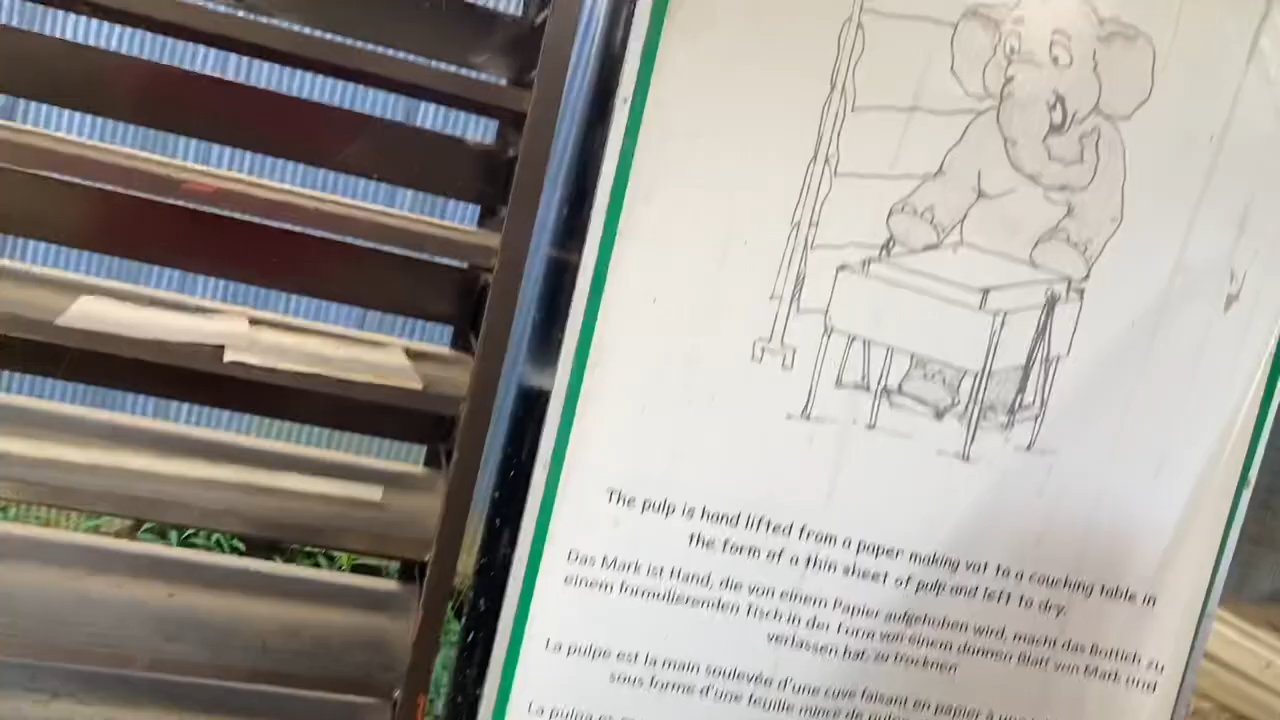 The pulp is hand lifted from a paper making vat to a couching table in
the form of a thin sheet of pulp and left to dry.
Das Mark ist Hand, die von einem Papier aufgehoben wird, macht das Bottich zu
einem formulierenden Tisch in der Form von einem dünnen Blatt von Mark und
verlassen hat, zu trocknen
La pulpe est la main soulevée d'une cuve faisant en papier à
sous forme d'une feuille mince de
La pulpa